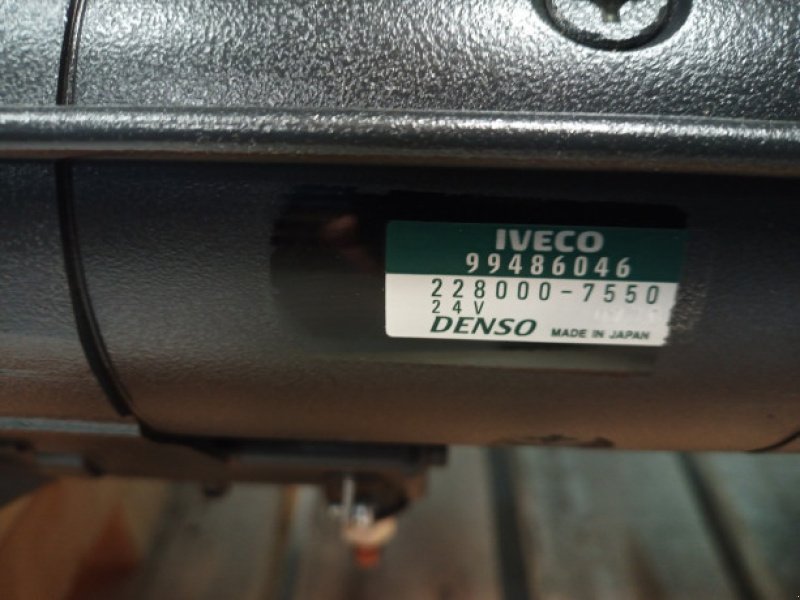 IVECO
99486046
228000-7550
24V
DENSO MADE IN JAPAN